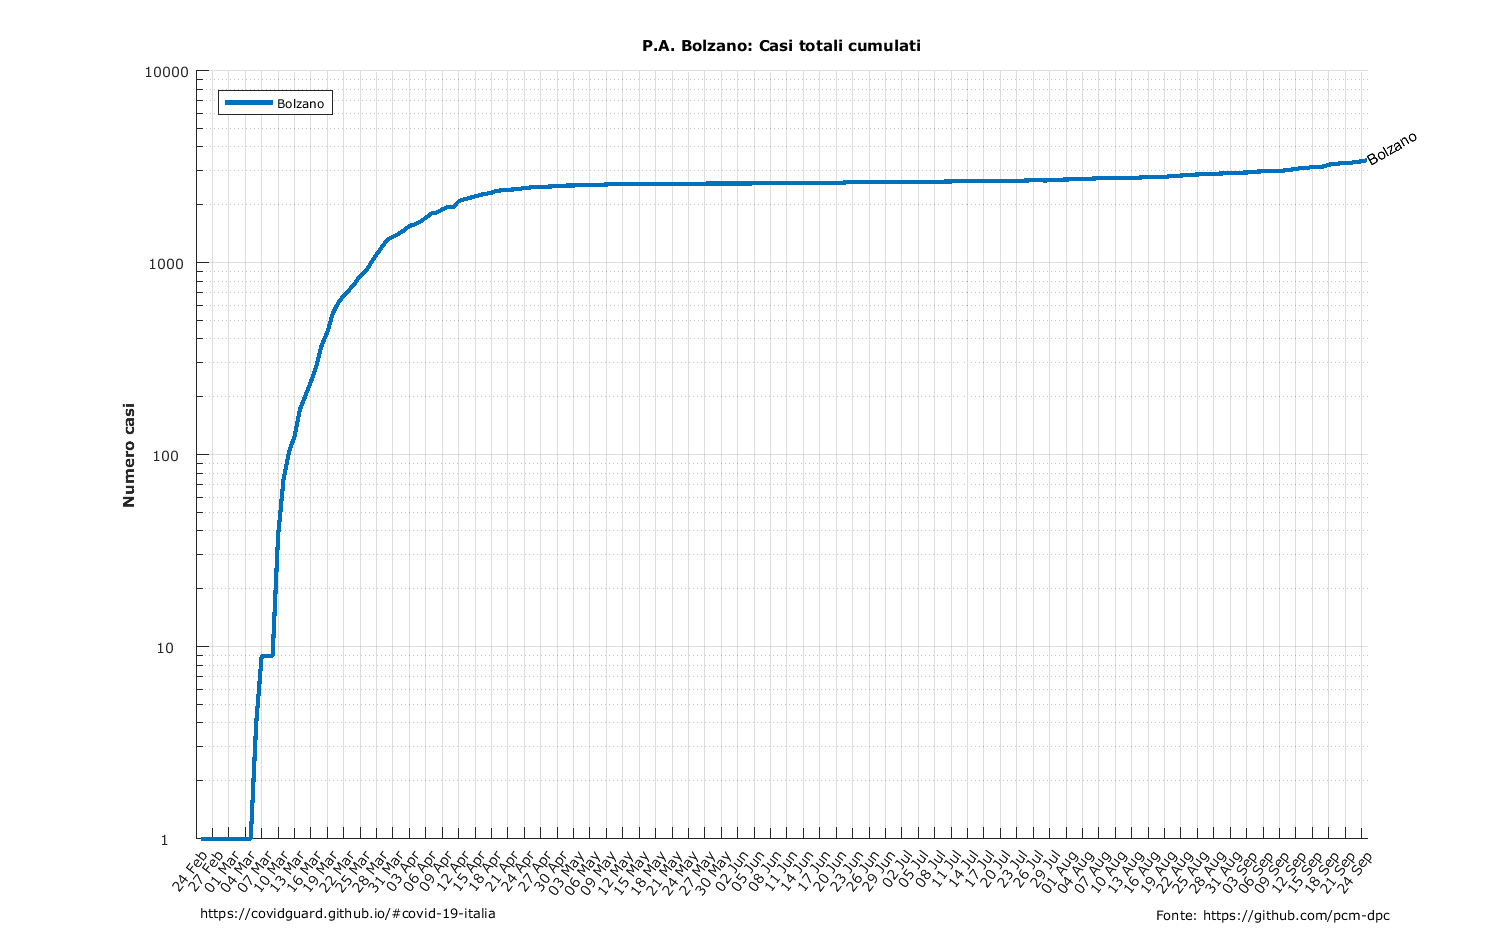 P.A. Bolzano: Casi totali cumulati
10000
1000
100
10
1
Numero casi
Bolzano
Bolzano
24 Feb
27 Feb
01 Mar
04 Mar
07 Mar
10 Mar
13 Mar
16 Mar
19 Mar
22 Mar
25 Mar
28 Mar
31 Mar
03 Apr
06 Apr
09 Apr
12 Apr
15 Apr
18 Apr
21 Apr
24 Apr
27 Apr
30 Apr
03 May
06 May
09 May
12 May
15 May
18 May
21 May
24 May
27 May
30 May
02 Jun
05 Jun
08 Jun
11 Jun
14 Jun
17 Jun
20 Jun
23 Jun
26 Jun
29 Jun
02 Jul
05 Jul
08 Jul
11 Jul
14 Jul
17 Jul
20 Jul
23 Jul
26 Jul
29 Jul
01 Aug
04 Aug
07 Aug
10 Aug
13 Aug
16 Aug
19 Aug
22 Aug
25 Aug
28 Aug
31 Aug
03 Sep
06 Sep
09 Sep
12 Sep
15 Sep
18 Sep
21 Sep
24 Sep
https://covidguard.github.io/#covid-19-italia
Fonte: https://github.com/pcm-dpc